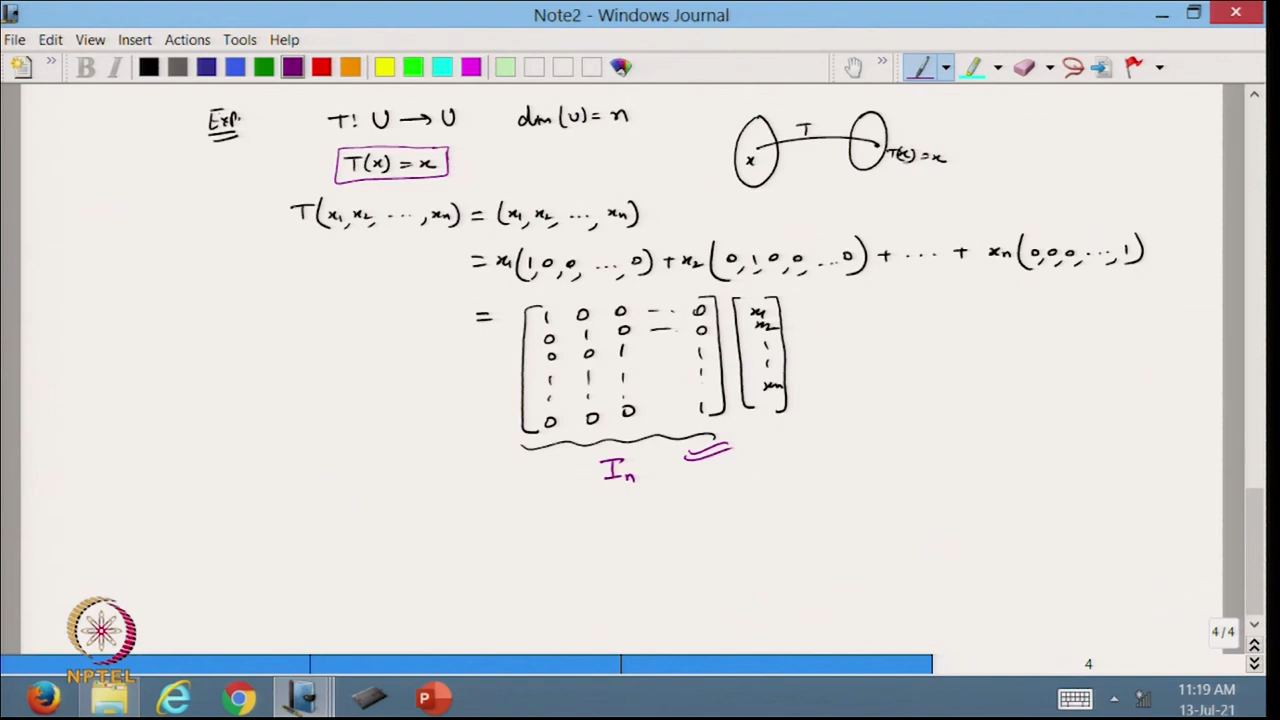 Note2 - Windows Journal
File Edit View Insert Actions Tools Help
B I
Exp. T: U → U dim(U) = n
T(x) = x
T
x
T(x) = x
T(x₁, x₂, ..., xₙ) = (x₁, x₂, ..., xₙ)
= x₁(1, 0, 0, ... 0) + x₂(0, 1, 0, 0, ... 0) + .... + xₙ(0, 0, 0, ..., 1)
= [ 1 0 0 -- 0 ] [ x₁ ]
[ 0 1 0 -- 0 ] [ x₂ ]
[ 0 0 1 ¦ ] [ ¦ ]
[ ¦ ¦ ¦ ¦ ] [ ¦ ]
[ 0 0 0 1 ] [ xₙ ]
Iₙ
4/4
4
NPTEL
11:19 AM
13-Jul-21